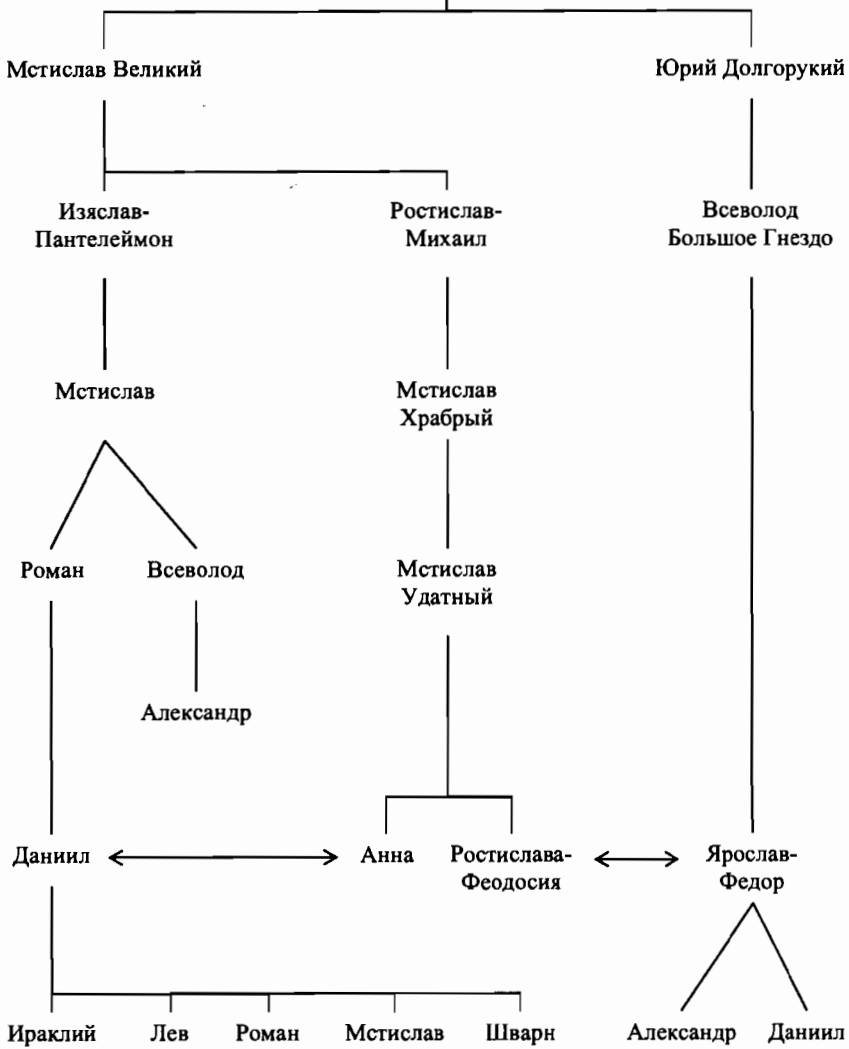 Мстислав Великий
Юрий Долгорукий
Изяслав-
Пантелеймон
Ростислав-
Михаил
Всеволод
Большое Гнездо
Мстислав
Мстислав
Храбрый
Роман
Всеволод
Мстислав
Удатный
Александр
Даниил
Анна
Ростислава-
Феодосия
Ярослав-
Федор
Ираклий
Лев
Роман
Мстислав
Шварн
Александр
Даниил